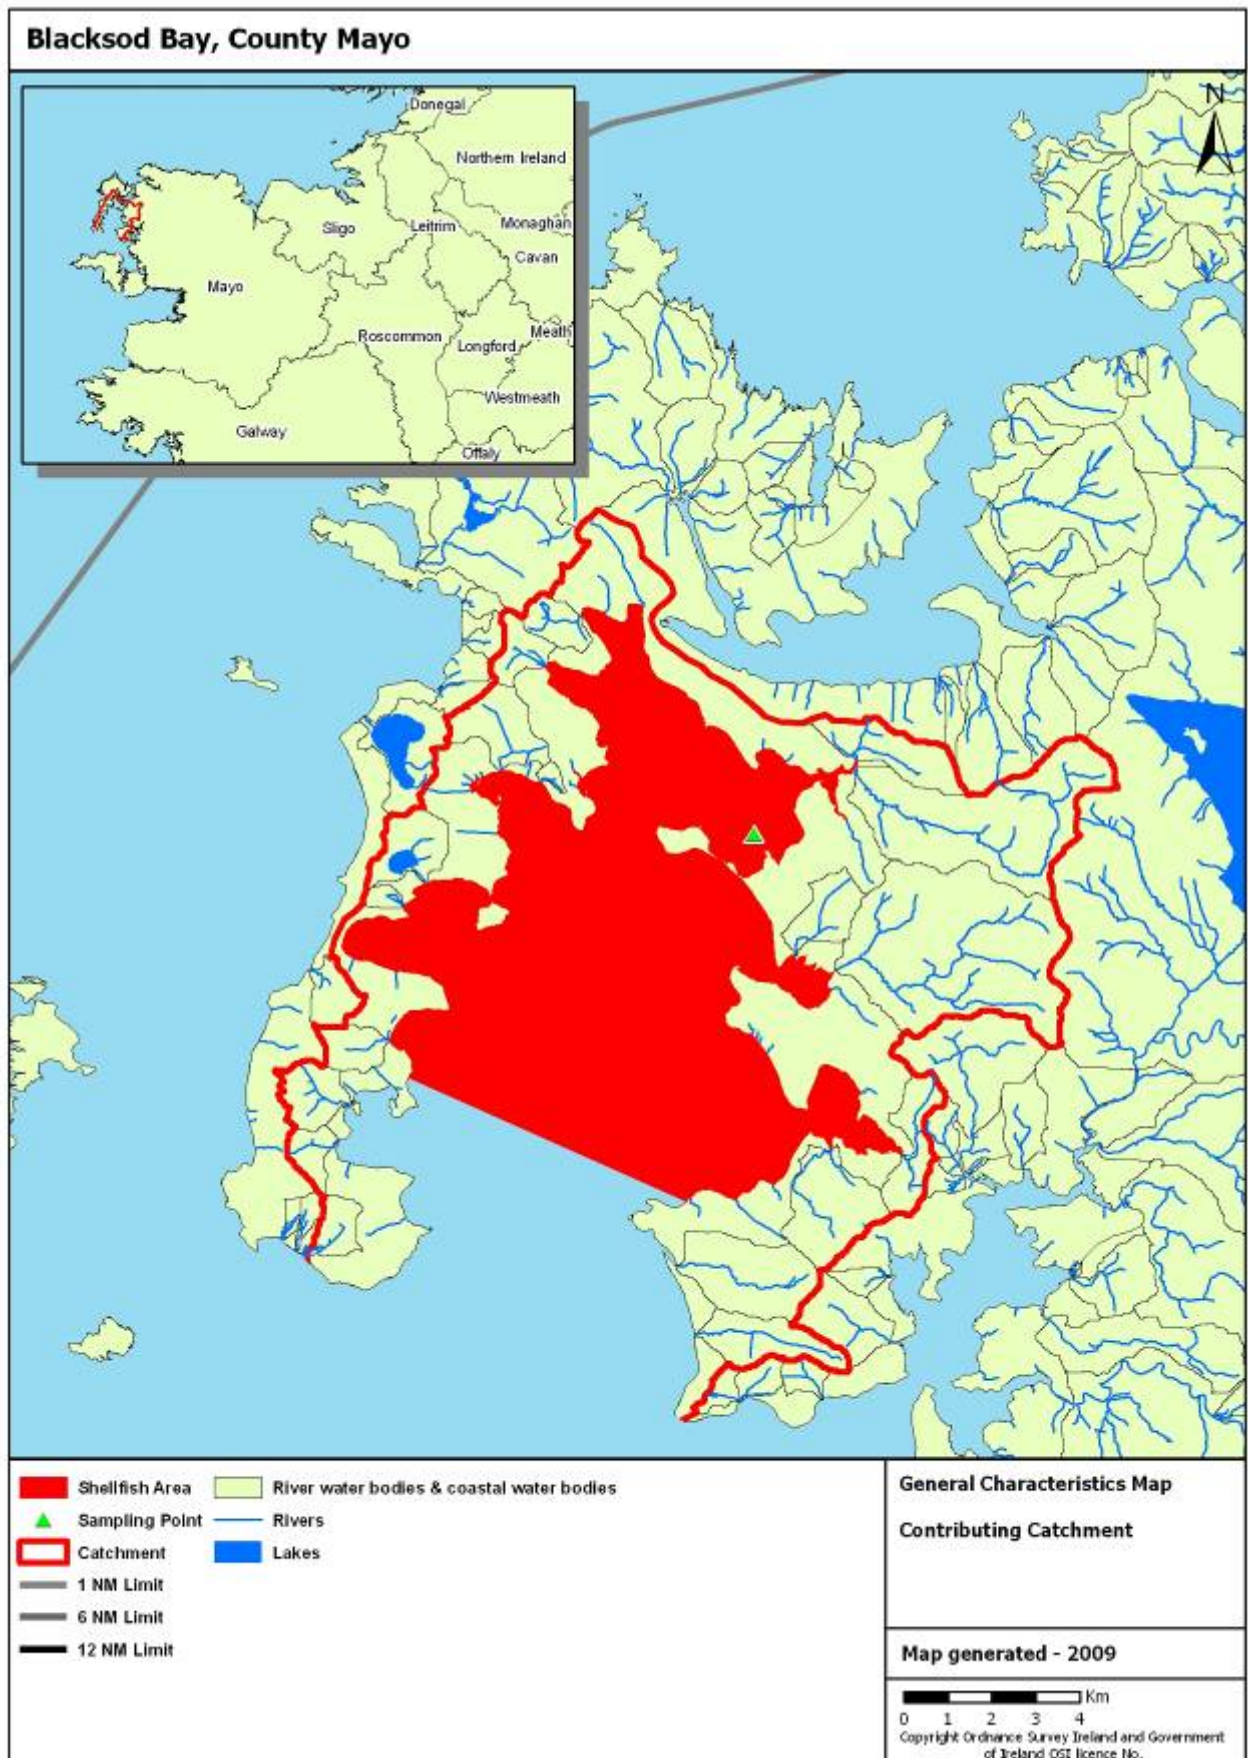 Blacksod Bay, County Mayo
N
Donegal
Northern Ireland
Sligo
Leitrim
Monaghan
Cavan
Mayo
Roscommon
Longford
Meath
Westmeath
Galway
Offaly
Shellfish Area
River water bodies & coastal water bodies
Sampling Point
Rivers
Catchment
Lakes
1 NM Limit
6 NM Limit
12 NM Limit
General Characteristics Map
Contributing Catchment
Map generated - 2009
Km
0 1 2 3 4
Copyright Ordnance Survey Ireland and Government
of Ireland OSI licence No.